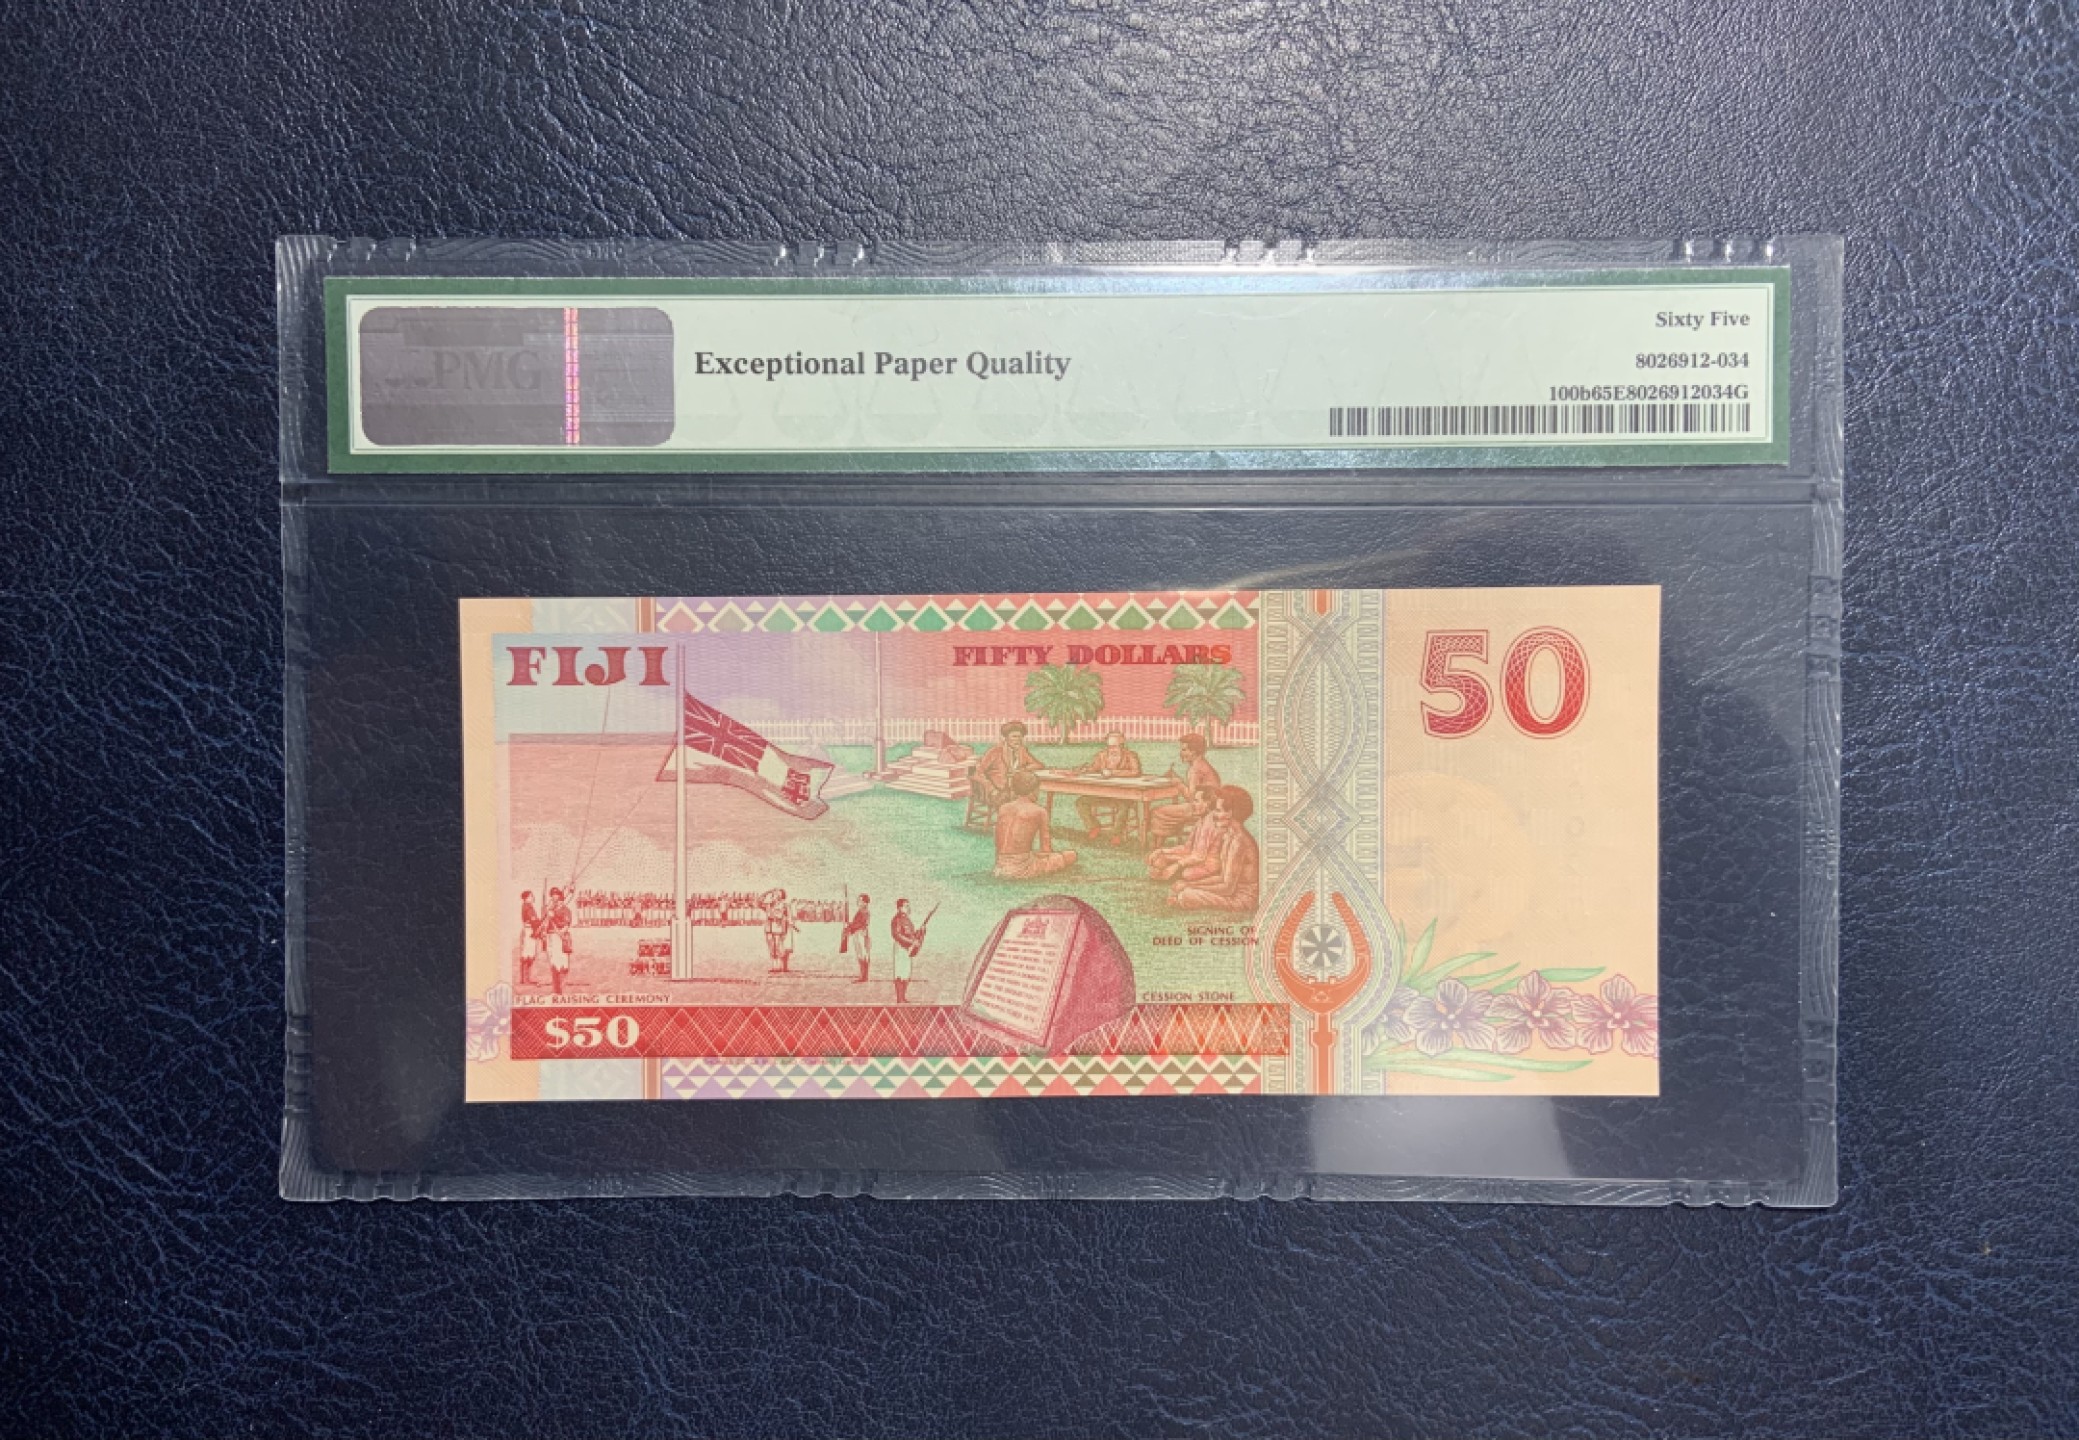 PMG
Exceptional Paper Quality
Sixty Five
8026912-034
100b65E8026912034G
FIJI
FIFTY DOLLARS
50
SIGNING OF
DEED OF CESSION
FLAG RAISING CEREMONY
CESSION STONE
$50